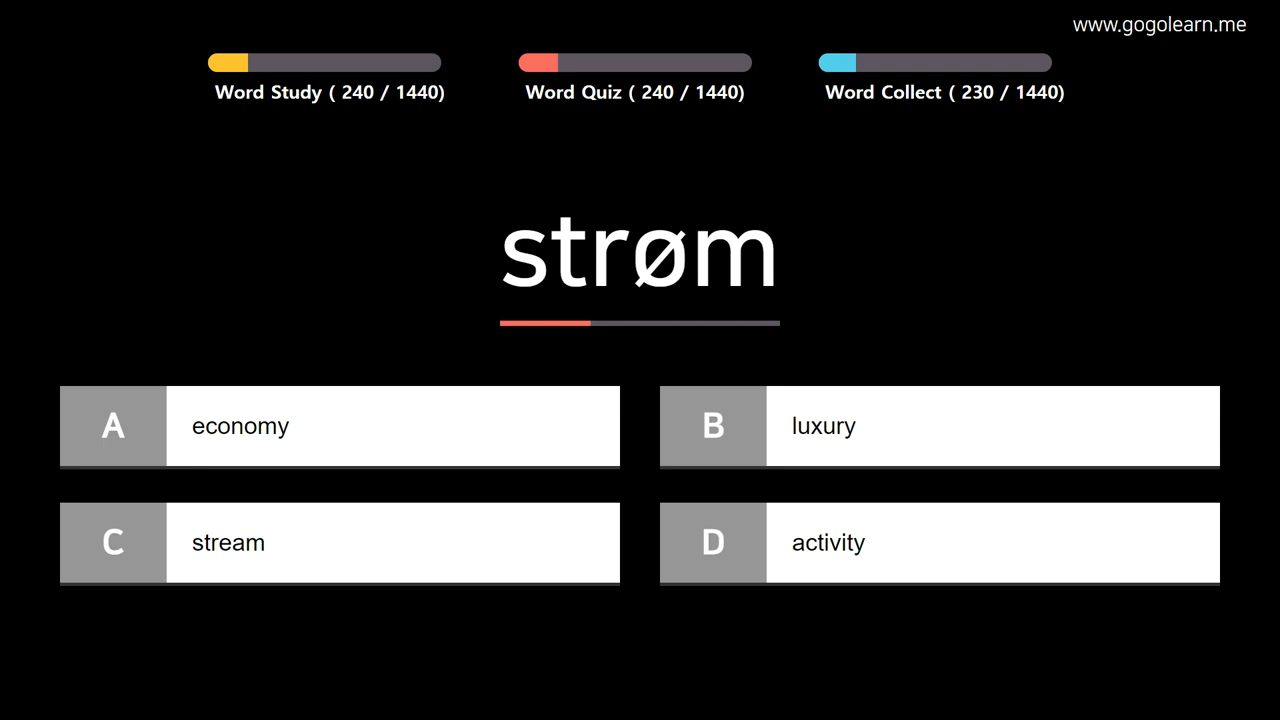 www.gogolearn.me
Word Study ( 240 / 1440)
Word Quiz ( 240 / 1440)
Word Collect ( 230 / 1440)
strøm
A economy
B luxury
C stream
D activity